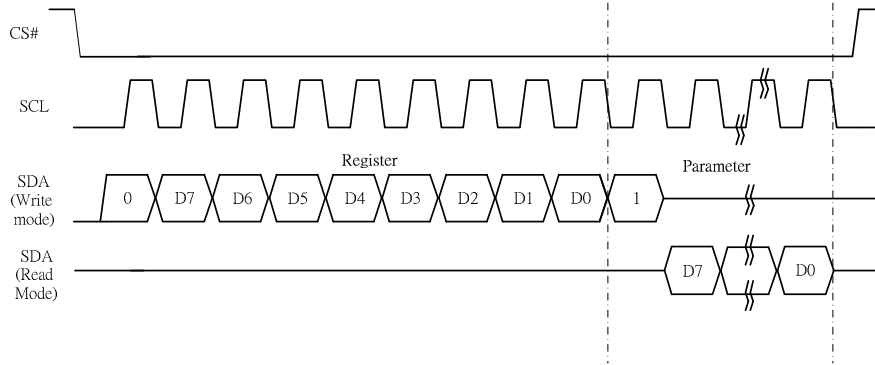 CS#
SCL
Register
Parameter
SDA
(Write
mode)
0 D7 D6 D5 D4 D3 D2 D1 D0 1
SDA
(Read
Mode)
D7 D0